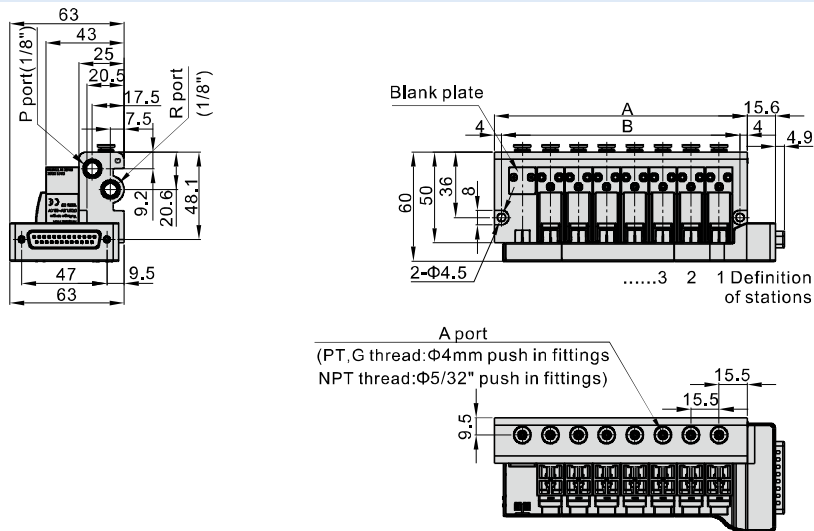 63
43
25
20.5
17.5
7.5
P port(1/8")
R port
(1/8")
9.2
20.6
48.1
47
9.5
63
Blank plate
A
15.6
4
B
4
4.9
60
50
36
8
2-Φ4.5
......3 2 1 Definition
of stations
A port
(PT,G thread:Φ4mm push in fittings
NPT thread:Φ5/32" push in fittings)
15.5
15.5
9.5